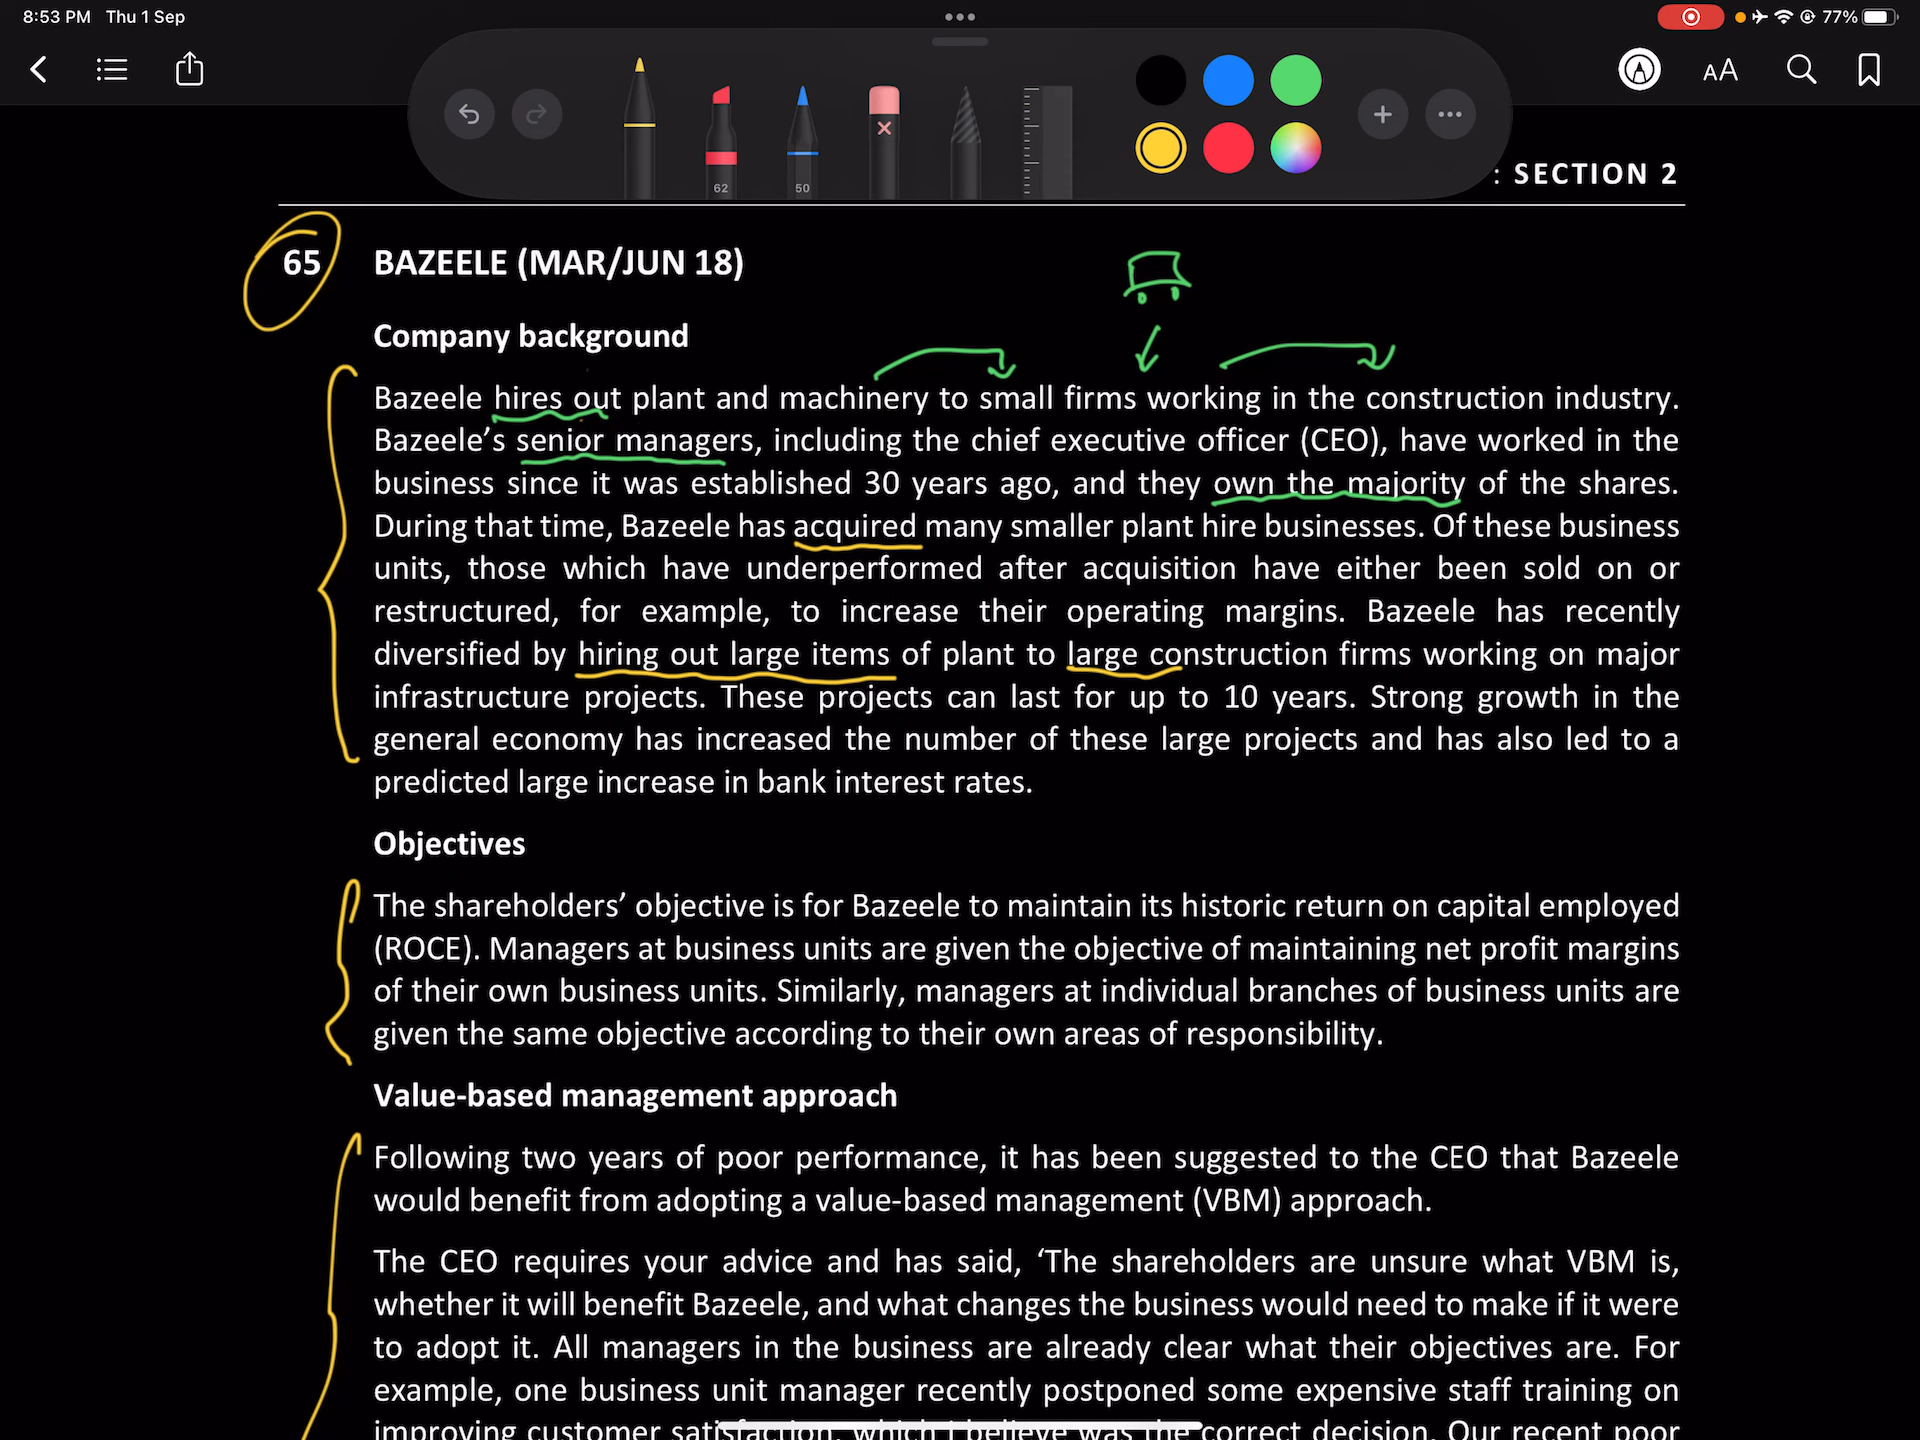 8:53 PM Thu 1 Sep
77%
62
50
: SECTION 2
65 BAZEELE (MAR/JUN 18)
Company background
Bazeele hires out plant and machinery to small firms working in the construction industry.
Bazeele’s senior managers, including the chief executive officer (CEO), have worked in the
business since it was established 30 years ago, and they own the majority of the shares.
During that time, Bazeele has acquired many smaller plant hire businesses. Of these business
units, those which have underperformed after acquisition have either been sold on or
restructured, for example, to increase their operating margins. Bazeele has recently
diversified by hiring out large items of plant to large construction firms working on major
infrastructure projects. These projects can last for up to 10 years. Strong growth in the
general economy has increased the number of these large projects and has also led to a
predicted large increase in bank interest rates.
Objectives
The shareholders’ objective is for Bazeele to maintain its historic return on capital employed
(ROCE). Managers at business units are given the objective of maintaining net profit margins
of their own business units. Similarly, managers at individual branches of business units are
given the same objective according to their own areas of responsibility.
Value-based management approach
Following two years of poor performance, it has been suggested to the CEO that Bazeele
would benefit from adopting a value-based management (VBM) approach.
The CEO requires your advice and has said, ‘The shareholders are unsure what VBM is,
whether it will benefit Bazeele, and what changes the business would need to make if it were
to adopt it. All managers in the business are already clear what their objectives are. For
example, one business unit manager recently postponed some expensive staff training on
improving customer satisfaction, which I believe was the correct decision. Our recent poor